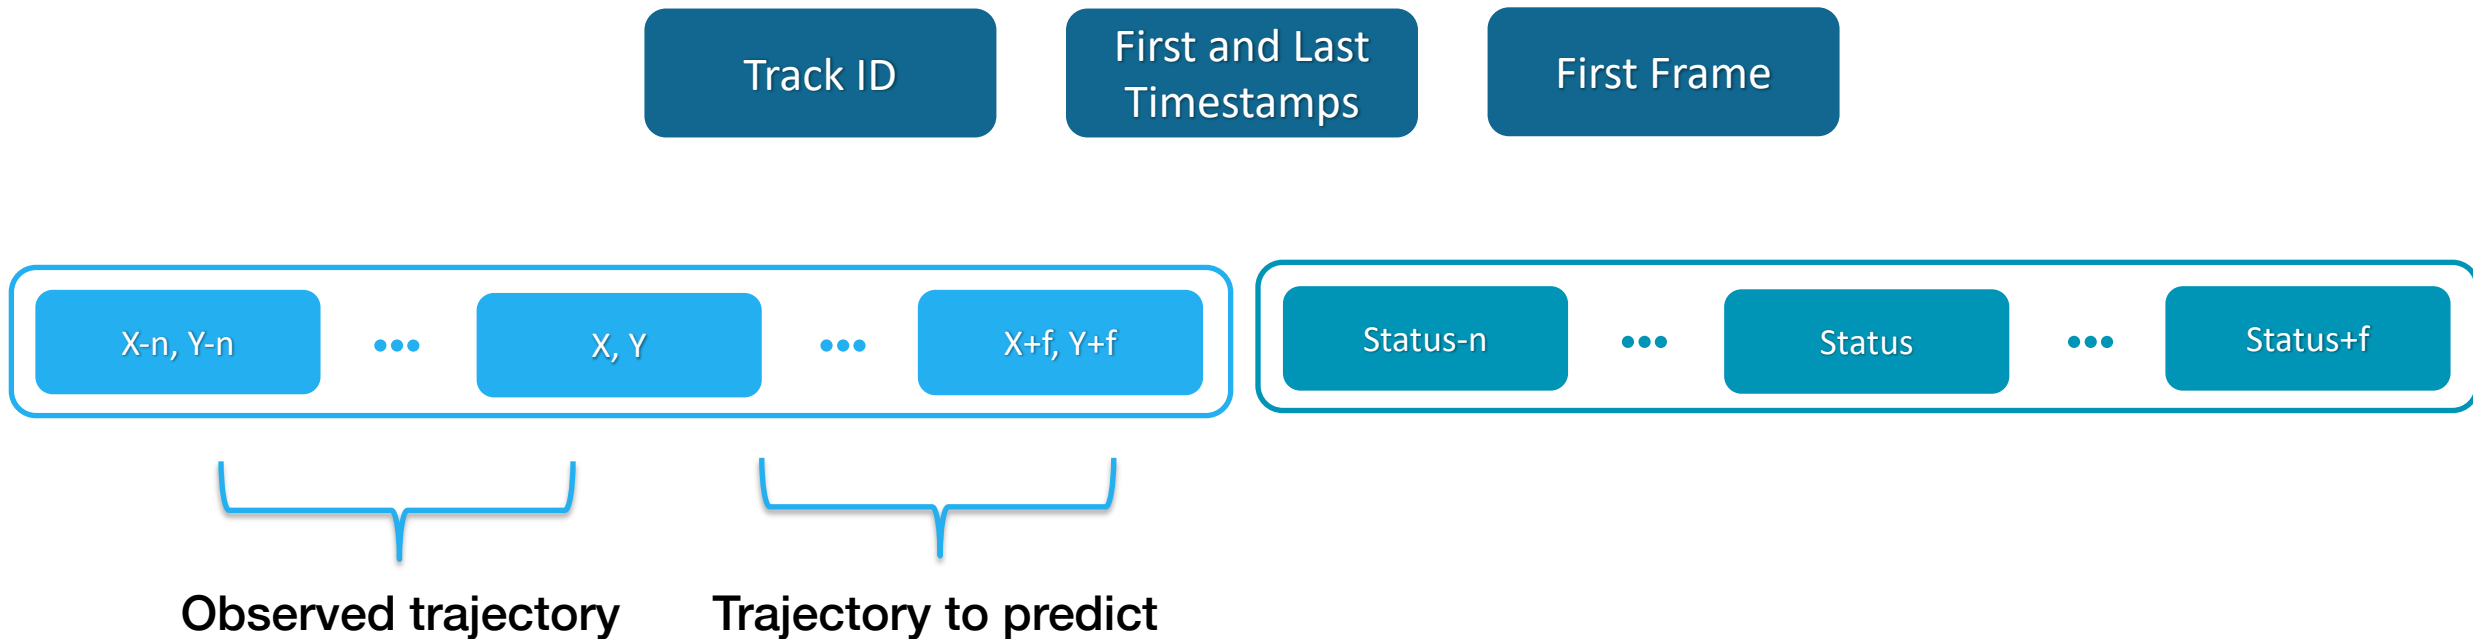 Track ID
First and Last
Timestamps
First Frame
X-n, Y-n
•••
X, Y
•••
X+f, Y+f
Status-n
•••
Status
•••
Status+f
Observed trajectory
Trajectory to predict